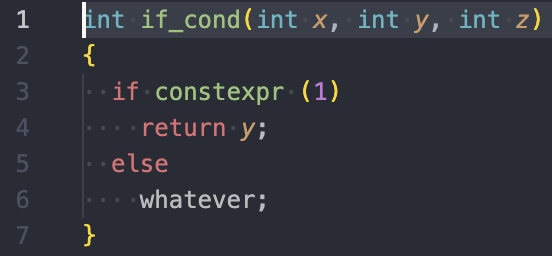 1 int if_cond(int x, int y, int z)
2 {
3 if constexpr (1)
4 return y;
5 else
6 whatever;
7 }